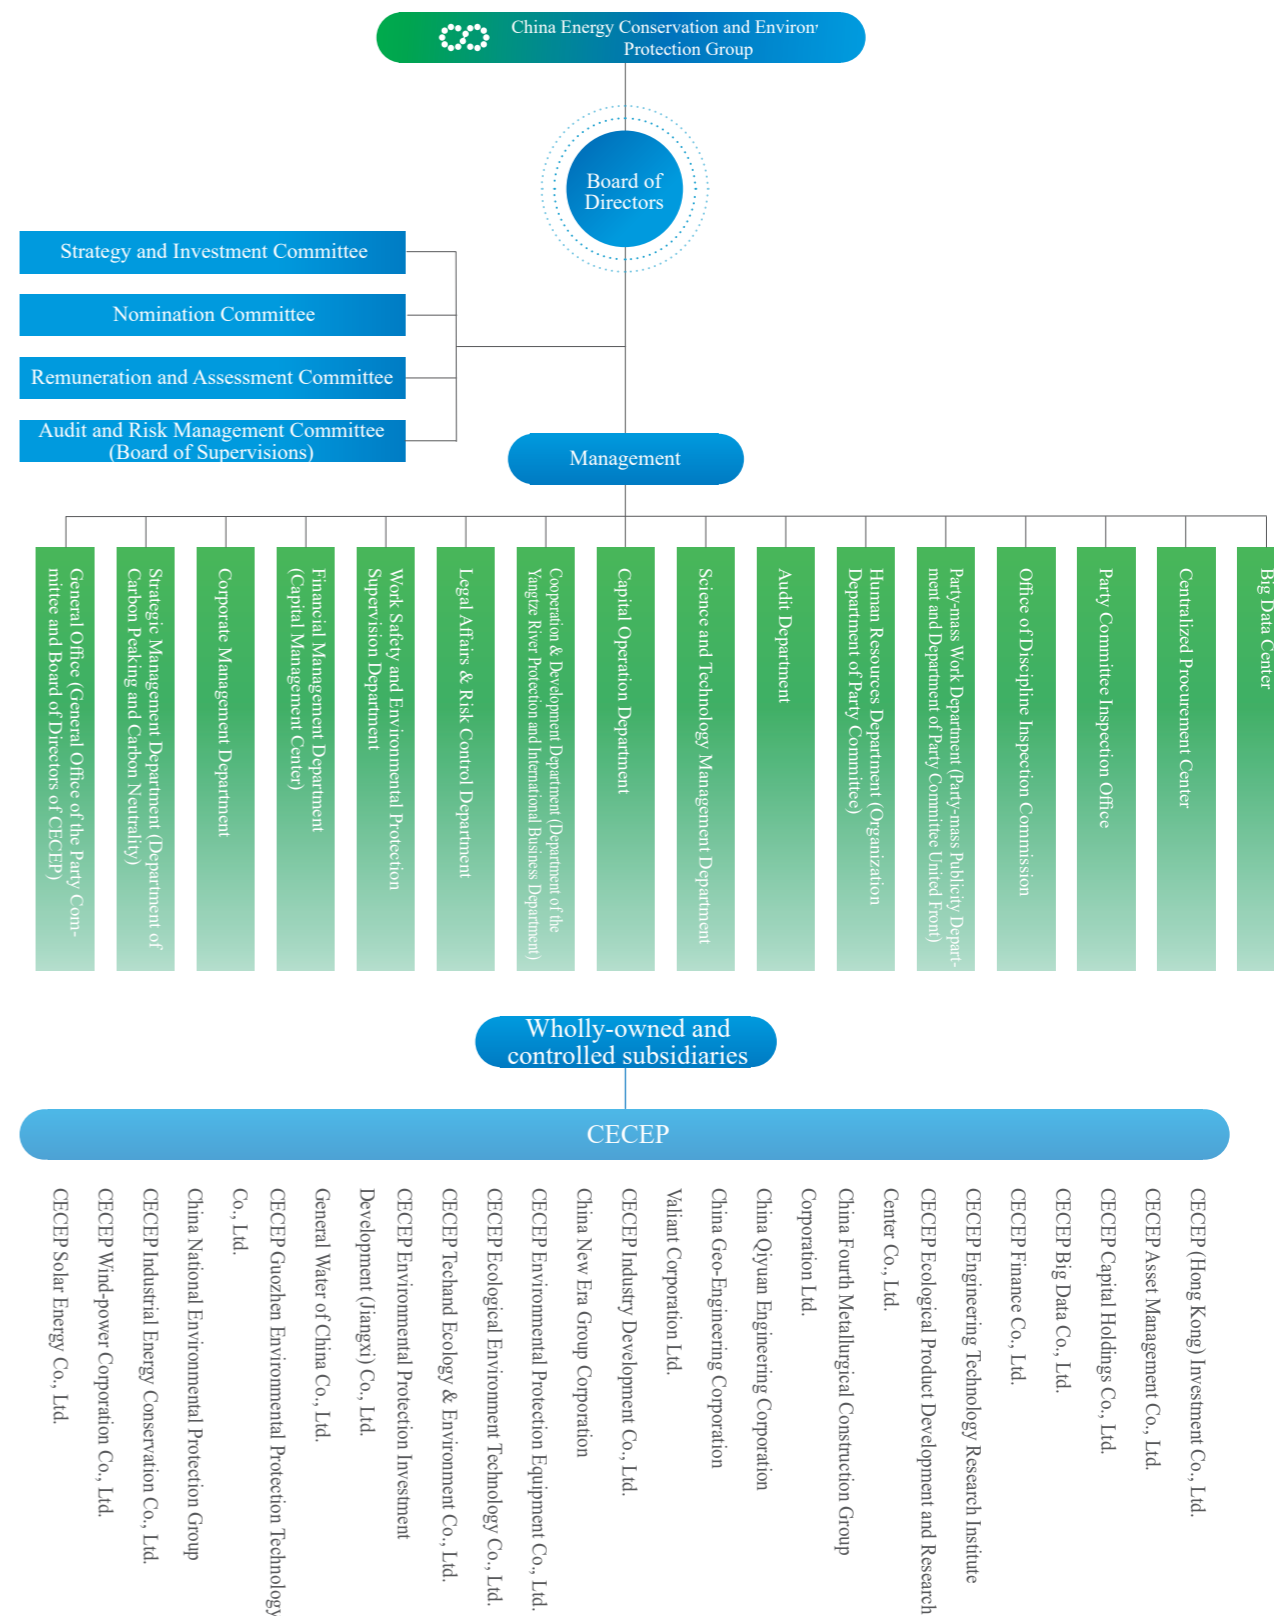 China Energy Conservation and Environ
Protection Group
Board of
Directors
Strategy and Investment Committee
Nomination Committee
Remuneration and Assessment Committee
Audit and Risk Management Committee
(Board of Supervisions)
Management
General Office (General Office of the Party Com-
mittee and Board of Directors of CECEP)
Strategic Management Department (Department of
Carbon Peaking and Carbon Neutrality)
Corporate Management Department
Financial Management Department
(Capital Management Center)
Work Safety and Environmental Protection
Supervision Department
Legal Affairs & Risk Control Department
Cooperation & Development Department (Department of the
Yangtze River Protection and International Business Department)
Capital Operation Department
Science and Technology Management Department
Audit Department
Human Resources Department (Organization
Department of Party Committee)
Party-mass Work Department (Party-mass Publicity Depart-
ment and Department of Party Committee United Front)
Office of Discipline Inspection Commission
Party Committee Inspection Office
Centralized Procurement Center
Big Data Center
Wholly-owned and
controlled subsidiaries
CECEP
CECEP Solar Energy Co., Ltd.
CECEP Wind-power Corporation Co., Ltd.
CECEP Industrial Energy Conservation Co., Ltd.
China National Environmental Protection Group
CECEP Guozhen Environmental Protection Technology
Co., Ltd.
General Water of China Co., Ltd.
CECEP Environmental Protection Investment
Development (Jiangxi) Co., Ltd.
CECEP Techand Ecology & Environment Co., Ltd.
CECEP Ecological Environment Technology Co., Ltd.
CECEP Environmental Protection Equipment Co., Ltd.
China New Era Group Corporation
CECEP Industry Development Co., Ltd.
Valiant Corporation Ltd.
China Geo-Engineering Corporation
China Qiyuan Engineering Corporation
China Fourth Metallurgical Construction Group
Corporation Ltd.
CECEP Ecological Product Development and Research
Center Co., Ltd.
CECEP Engineering Technology Research Institute
CECEP Finance Co., Ltd.
CECEP Big Data Co., Ltd.
CECEP Capital Holdings Co., Ltd.
CECEP Asset Management Co., Ltd.
CECEP (Hong Kong) Investment Co., Ltd.